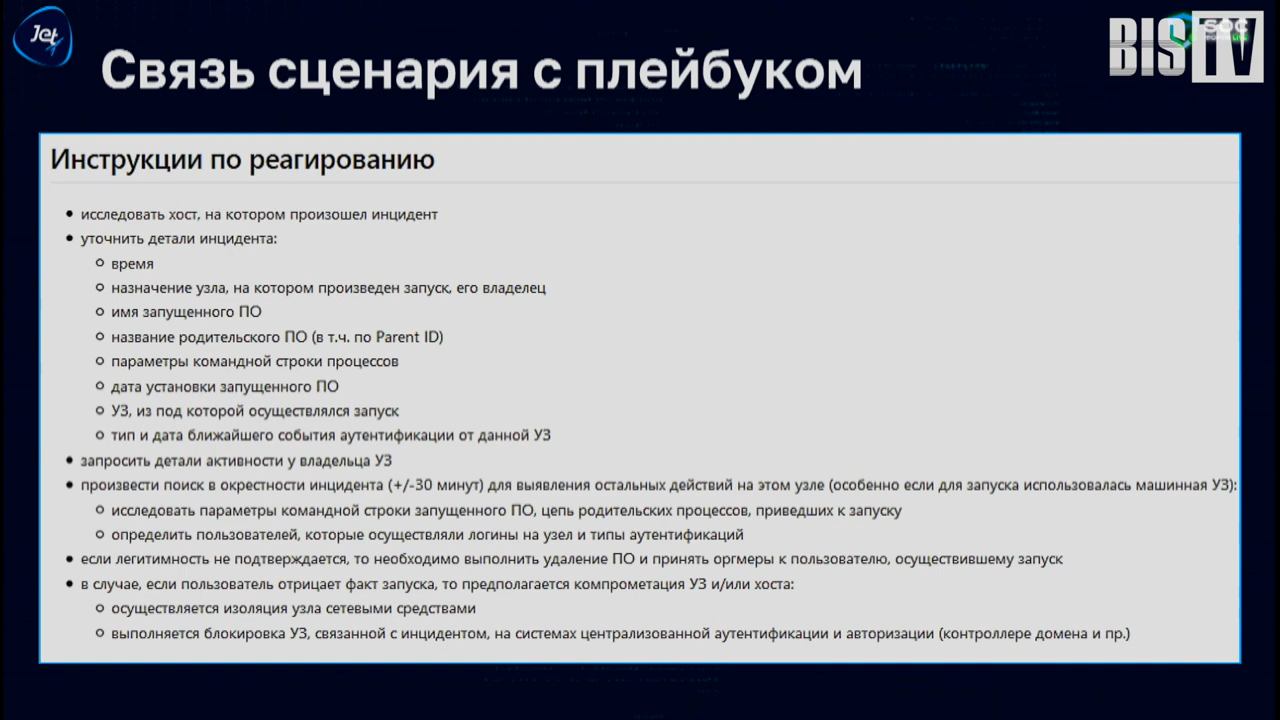 Jet
BIS TV
SOC
Связь сценария с плейбуком
Инструкции по реагированию
• исследовать хост, на котором произошел инцидент
• уточнить детали инцидента:
○ время
○ назначение узла, на котором произведен запуск, его владелец
○ имя запущенного ПО
○ название родительского ПО (в т.ч. по Parent ID)
○ параметры командной строки процессов
○ дата установки запущенного ПО
○ УЗ, из под которой осуществлялся запуск
○ тип и дата ближайшего события аутентификации от данной УЗ
• запросить детали активности у владельца УЗ
• произвести поиск в окрестности инцидента (+/-30 минут) для выявления остальных действий на этом узле (особенно если для запуска использовалась машинная УЗ):
○ исследовать параметры командной строки запущенного ПО, цепь родительских процессов, приведших к запуску
○ определить пользователей, которые осуществляли логины на узел и типы аутентификаций
• если легитимность не подтверждается, то необходимо выполнить удаление ПО и принять оргмеры к пользователю, осуществившему запуск
• в случае, если пользователь отрицает факт запуска, то предполагается компрометация УЗ и/или хоста:
○ осуществляется изоляция узла сетевыми средствами
○ выполняется блокировка УЗ, связанной с инцидентом, на системах централизованной аутентификации и авторизации (контроллере домена и пр.)